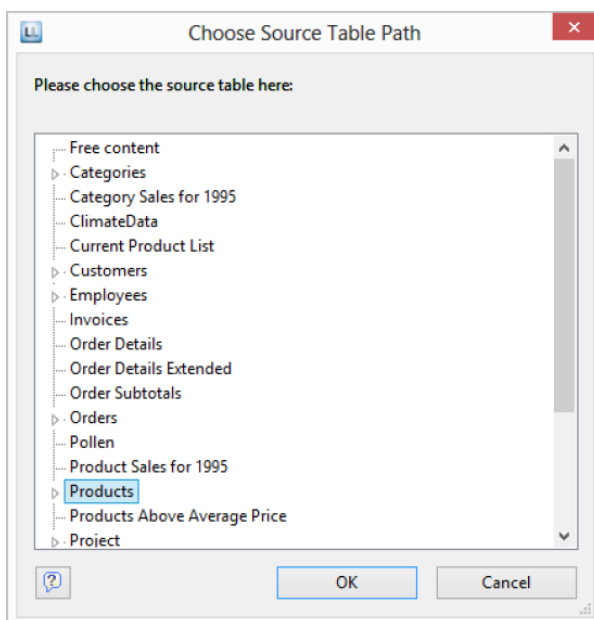 LL
Choose Source Table Path
Please choose the source table here:
Free content
Categories
Category Sales for 1995
ClimateData
Current Product List
Customers
Employees
Invoices
Order Details
Order Details Extended
Order Subtotals
Orders
Pollen
Product Sales for 1995
Products
Products Above Average Price
Project
OK
Cancel